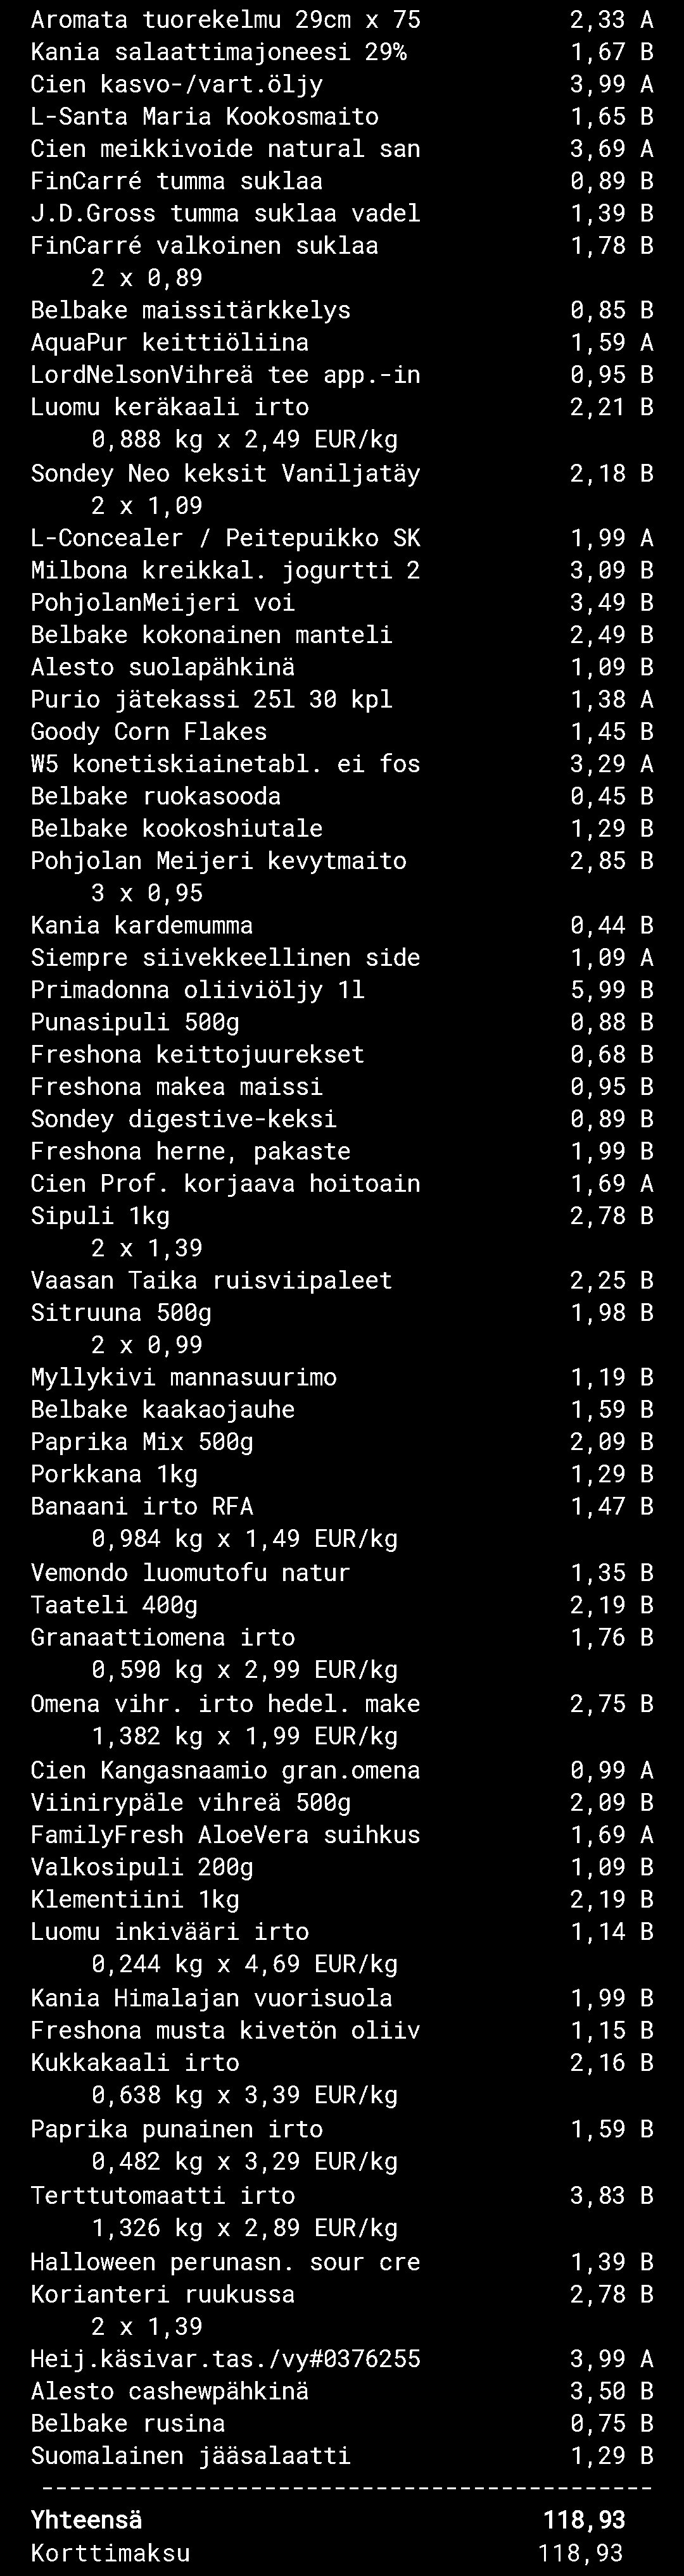 Aromata tuorekelmu 29cm x 75 2,33 A
Kania salaattimajoneesi 29% 1,67 B
Cien kasvo-/vart.öljy 3,99 A
L-Santa Maria Kookosmaito 1,65 B
Cien meikkivoide natural san 3,69 A
FinCarré tumma suklaa 0,89 B
J.D.Gross tumma suklaa vadel 1,39 B
FinCarré valkoinen suklaa 1,78 B
2 x 0,89
Belbake maissitärkkelys 0,85 B
AquaPur keittiöliina 1,59 A
LordNelsonVihreä tee app.-in 0,95 B
Luomu keräkaali irto 2,21 B
0,888 kg x 2,49 EUR/kg
Sondey Neo keksit Vaniljatäy 2,18 B
2 x 1,09
L-Concealer / Peitepuikko SK 1,99 A
Milbona kreikkal. jogurtti 2 3,09 B
PohjolanMeijeri voi 3,49 B
Belbake kokonainen manteli 2,49 B
Alesto suolapähkinä 1,09 B
Purio jätekassi 25l 30 kpl 1,38 A
Goody Corn Flakes 1,45 B
W5 konetiskiainetabl. ei fos 3,29 A
Belbake ruokasooda 0,45 B
Belbake kookoshiutale 1,29 B
Pohjolan Meijeri kevytmaito 2,85 B
3 x 0,95
Kania kardemumma 0,44 B
Siempre siivekkeellinen side 1,09 A
Primadonna oliiviöljy 1l 5,99 B
Punasipuli 500g 0,88 B
Freshona keittojuurekset 0,68 B
Freshona makea maissi 0,95 B
Sondey digestive-keksi 0,89 B
Freshona herne, pakaste 1,99 B
Cien Prof. korjaava hoitoain 1,69 A
Sipuli 1kg 2,78 B
2 x 1,39
Vaasan Taika ruisviipaleet 2,25 B
Sitruuna 500g 1,98 B
2 x 0,99
Myllykivi mannasuurimo 1,19 B
Belbake kaakaojauhe 1,59 B
Paprika Mix 500g 2,09 B
Porkkana 1kg 1,29 B
Banaani irto RFA 1,47 B
0,984 kg x 1,49 EUR/kg
Vemondo luomutofu natur 1,35 B
Taateli 400g 2,19 B
Granaattiomena irto 1,76 B
0,590 kg x 2,99 EUR/kg
Omena vihr. irto hedel. make 2,75 B
1,382 kg x 1,99 EUR/kg
Cien Kangasnaamio gran.omena 0,99 A
Viinirypäle vihreä 500g 2,09 B
FamilyFresh AloeVera suihkus 1,69 A
Valkosipuli 200g 1,09 B
Klementiini 1kg 2,19 B
Luomu inkivääri irto 1,14 B
0,244 kg x 4,69 EUR/kg
Kania Himalajan vuorisuola 1,99 B
Freshona musta kivetön oliiv 1,15 B
Kukkakaali irto 2,16 B
0,638 kg x 3,39 EUR/kg
Paprika punainen irto 1,59 B
0,482 kg x 3,29 EUR/kg
Terttutomaatti irto 3,83 B
1,326 kg x 2,89 EUR/kg
Halloween perunasn. sour cre 1,39 B
Korianteri ruukussa 2,78 B
2 x 1,39
Heij.käsivar.tas./vy#0376255 3,99 A
Alesto cashewpähkinä 3,50 B
Belbake rusina 0,75 B
Suomalainen jääsalaatti 1,29 B
--------------------------------------------
Yhteensä 118,93
Korttimaksu 118,93